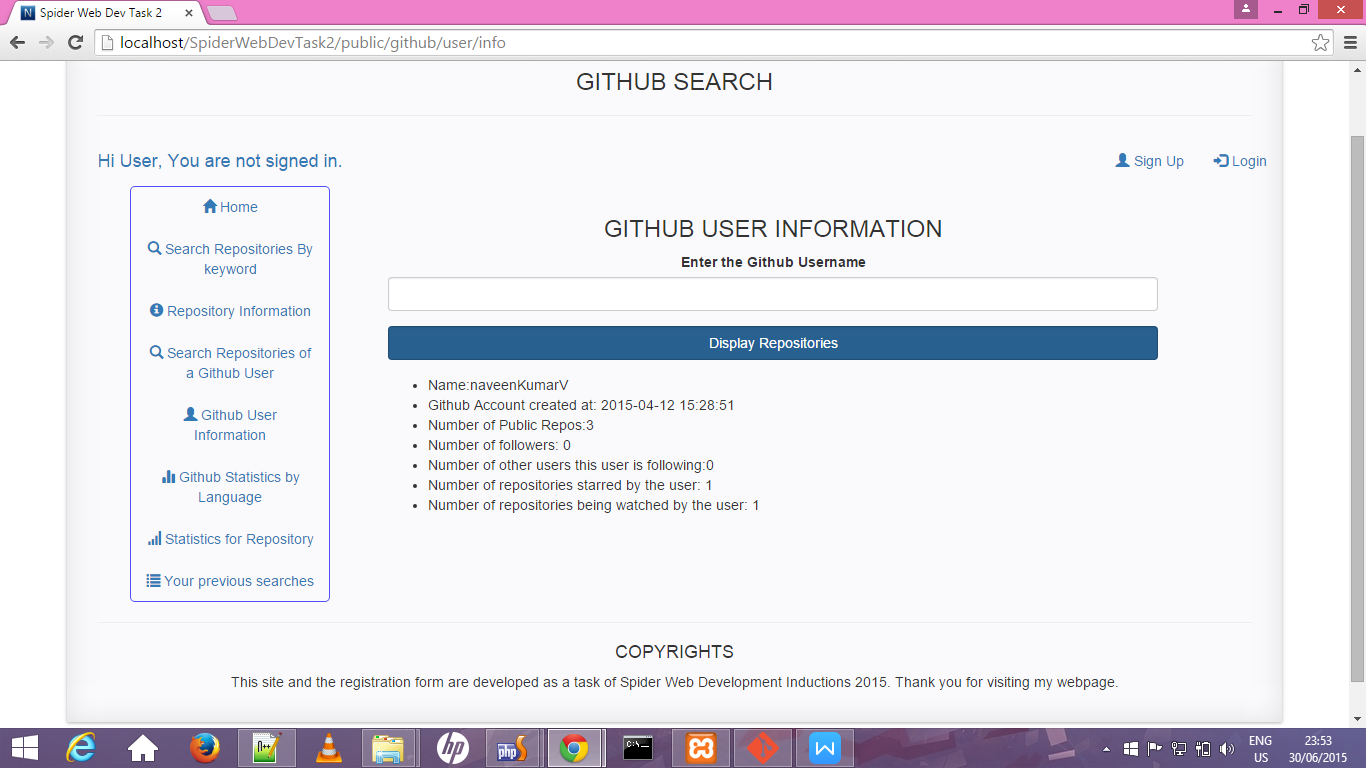 Spider Web Dev Task 2
localhost/SpiderWebDevTask2/public/github/user/info
GITHUB SEARCH
Hi User, You are not signed in.
Sign Up
Login
Home
Search Repositories By
keyword
Repository Information
Search Repositories of
a Github User
Github User
Information
Github Statistics by
Language
Statistics for Repository
Your previous searches
GITHUB USER INFORMATION
Enter the Github Username
Display Repositories
Name:naveenKumarV
Github Account created at: 2015-04-12 15:28:51
Number of Public Repos:3
Number of followers: 0
Number of other users this user is following:0
Number of repositories starred by the user: 1
Number of repositories being watched by the user: 1
COPYRIGHTS
This site and the registration form are developed as a task of Spider Web Development Inductions 2015. Thank you for visiting my webpage.
hp
php
C:\_
W
ENG
US
23:53
30/06/2015